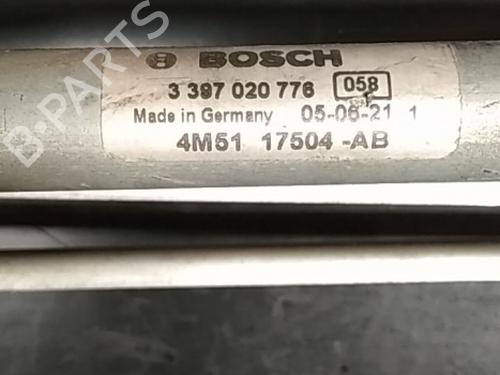 BOSCH
3 397 020 776 058
Made in Germany 05-06-21 1
4M51 17504-AB
B-PARTS